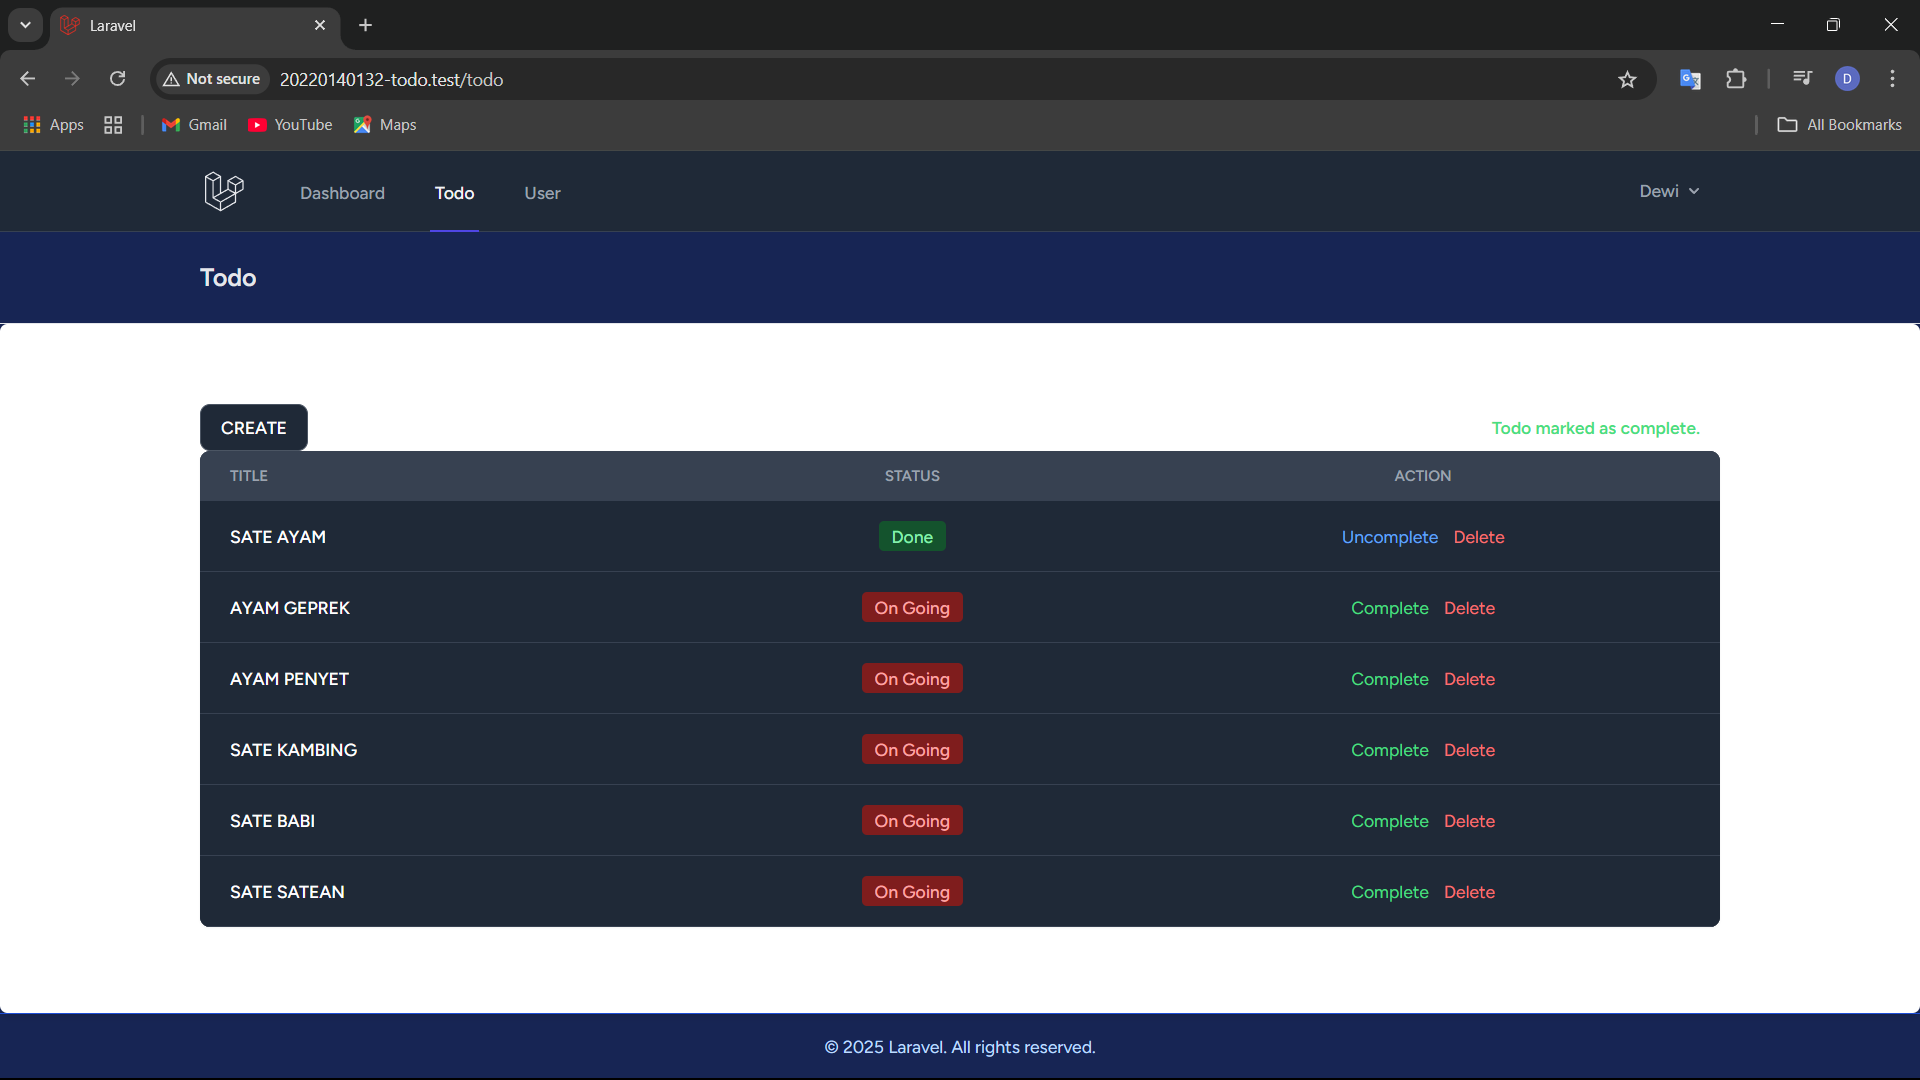 Laravel
Not secure 20220140132-todo.test/todo
D
Apps Gmail YouTube Maps All Bookmarks
Dashboard Todo User Dewi
Todo
CREATE Todo marked as complete.
TITLE STATUS ACTION
SATE AYAM Done Uncomplete Delete
AYAM GEPREK On Going Complete Delete
AYAM PENYET On Going Complete Delete
SATE KAMBING On Going Complete Delete
SATE BABI On Going Complete Delete
SATE SATEAN On Going Complete Delete
© 2025 Laravel. All rights reserved.